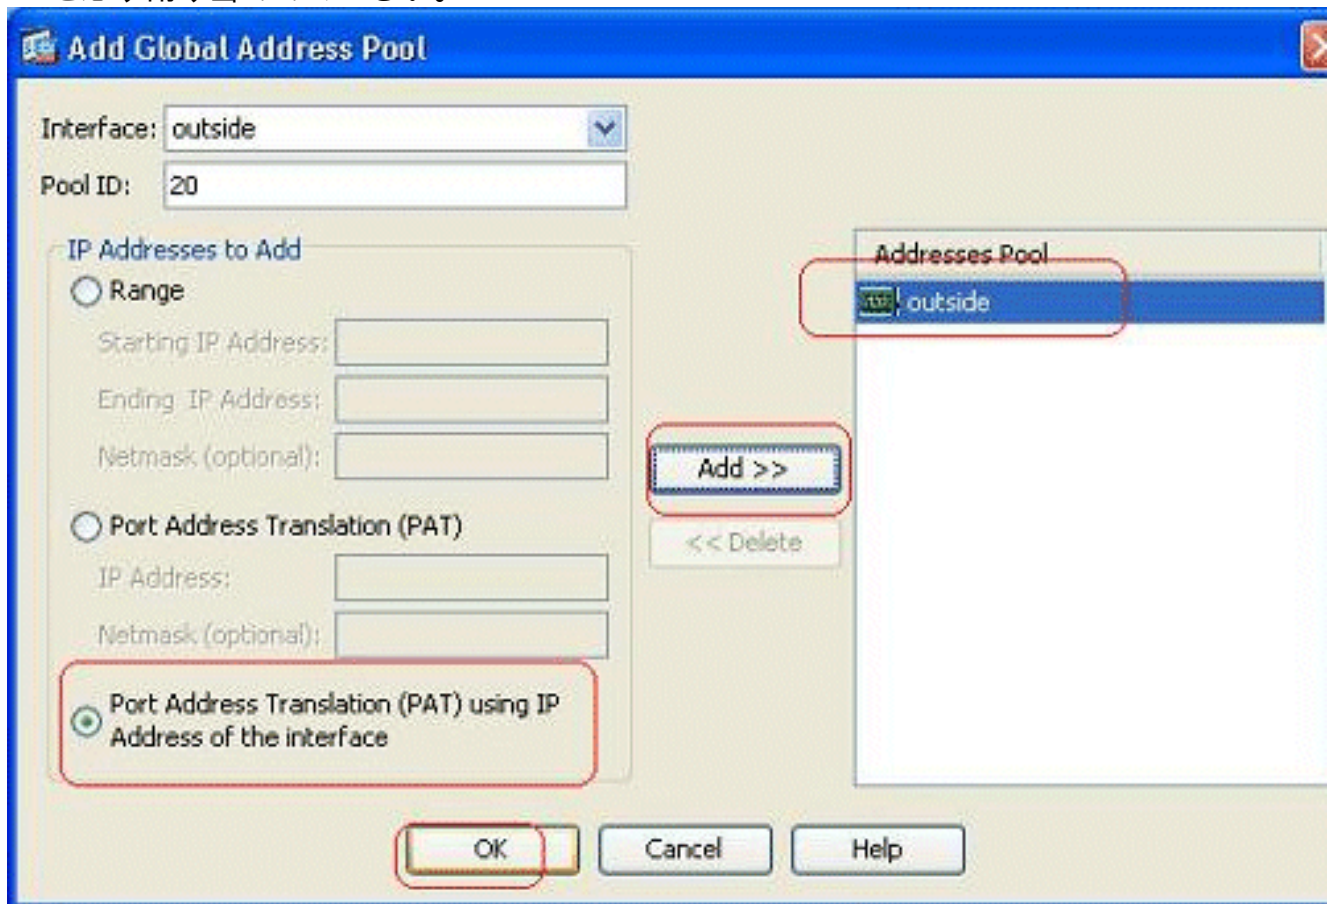 Add Global Address Pool
Interface: outside
Pool ID: 20
IP Addresses to Add
Range
Starting IP Address:
Ending IP Address:
Netmask (optional):
Port Address Translation (PAT)
IP Address:
Netmask (optional):
Port Address Translation (PAT) using IP
Address of the interface
Add >>
<< Delete
Addresses Pool
outside
OK
Cancel
Help